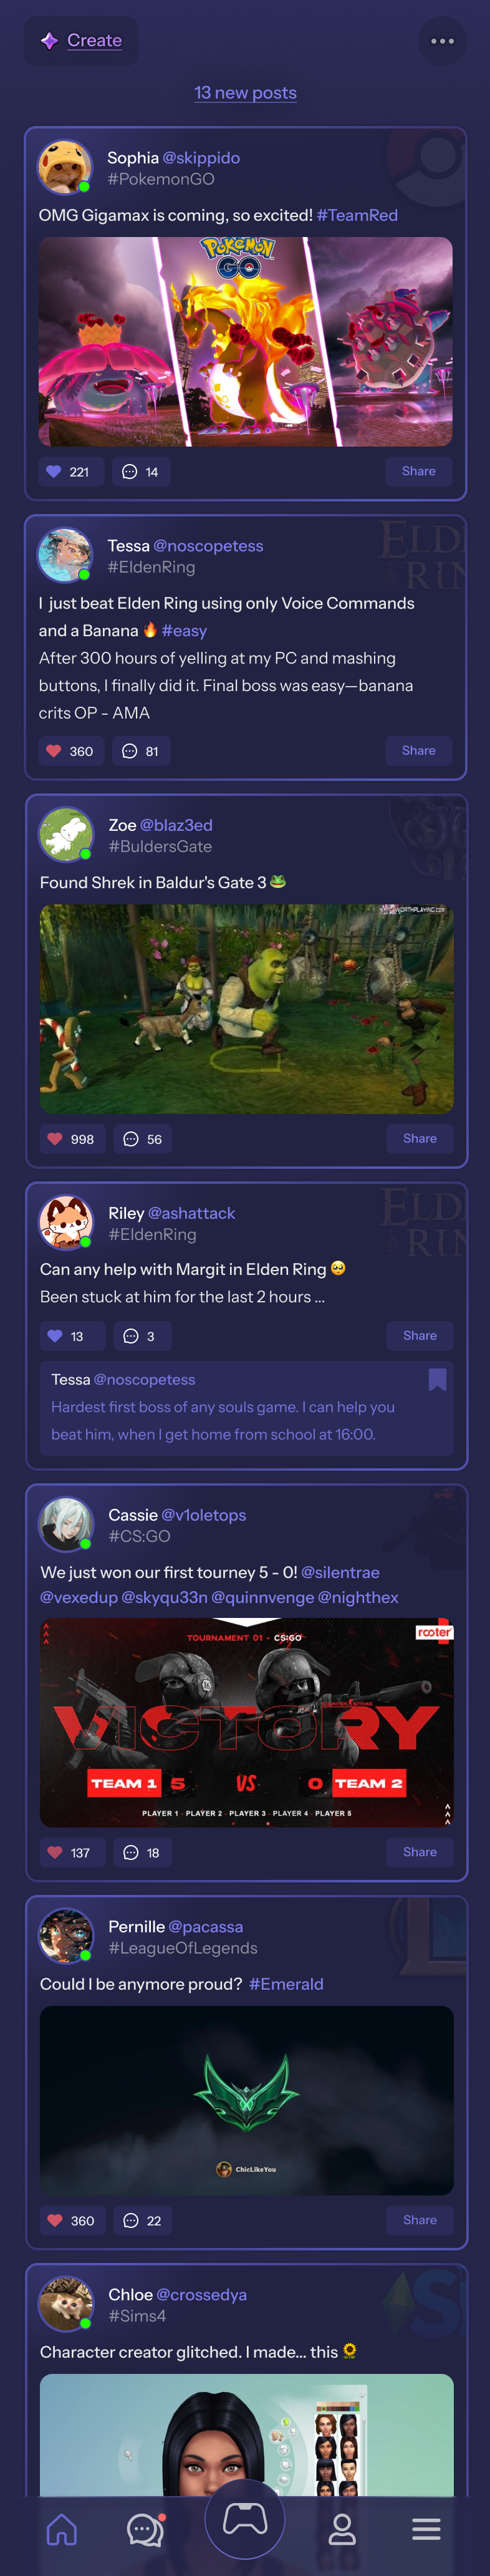 Create
13 new posts
Sophia @skippido
#PokemonGO
OMG Gigamax is coming, so excited! #TeamRed
POKÉMON
GO
221
14
Share
Tessa @noscopetess
#EldenRing
ELD
RIN
I just beat Elden Ring using only Voice Commands
and a Banana 🔥 #easy
After 300 hours of yelling at my PC and mashing
buttons, I finally did it. Final boss was easy—banana
crits OP - AMA
360
81
Share
Zoe @blaz3ed
#BuldersGate
Found Shrek in Baldur's Gate 3 🐸
WORTHPLAYING.COM
998
56
Share
Riley @ashattack
#EldenRing
ELD
RIN
Can any help with Margit in Elden Ring 🥺
Been stuck at him for the last 2 hours ...
13
3
Share
Tessa @noscopetess
Hardest first boss of any souls game. I can help you
beat him, when I get home from school at 16:00.
Cassie @v1oletops
#CS:GO
We just won our first tourney 5 - 0! @silentrae
@vexedup @skyqu33n @quinnvenge @nighthex
TOURNAMENT 01 - CS:GO
rooter
COUNTER STRIKE
VICTORY
TEAM 1 5 VS 0 TEAM 2
PLAYER 1 · PLAYER 2 · PLAYER 3 · PLAYER 4 · PLAYER 5
137
18
Share
Pernille @pacassa
#LeagueOfLegends
L
Could I be anymore proud? #Emerald
ChicLikeYou
360
22
Share
Chloe @crossedya
#Sims4
S
Character creator glitched. I made... this 🌻